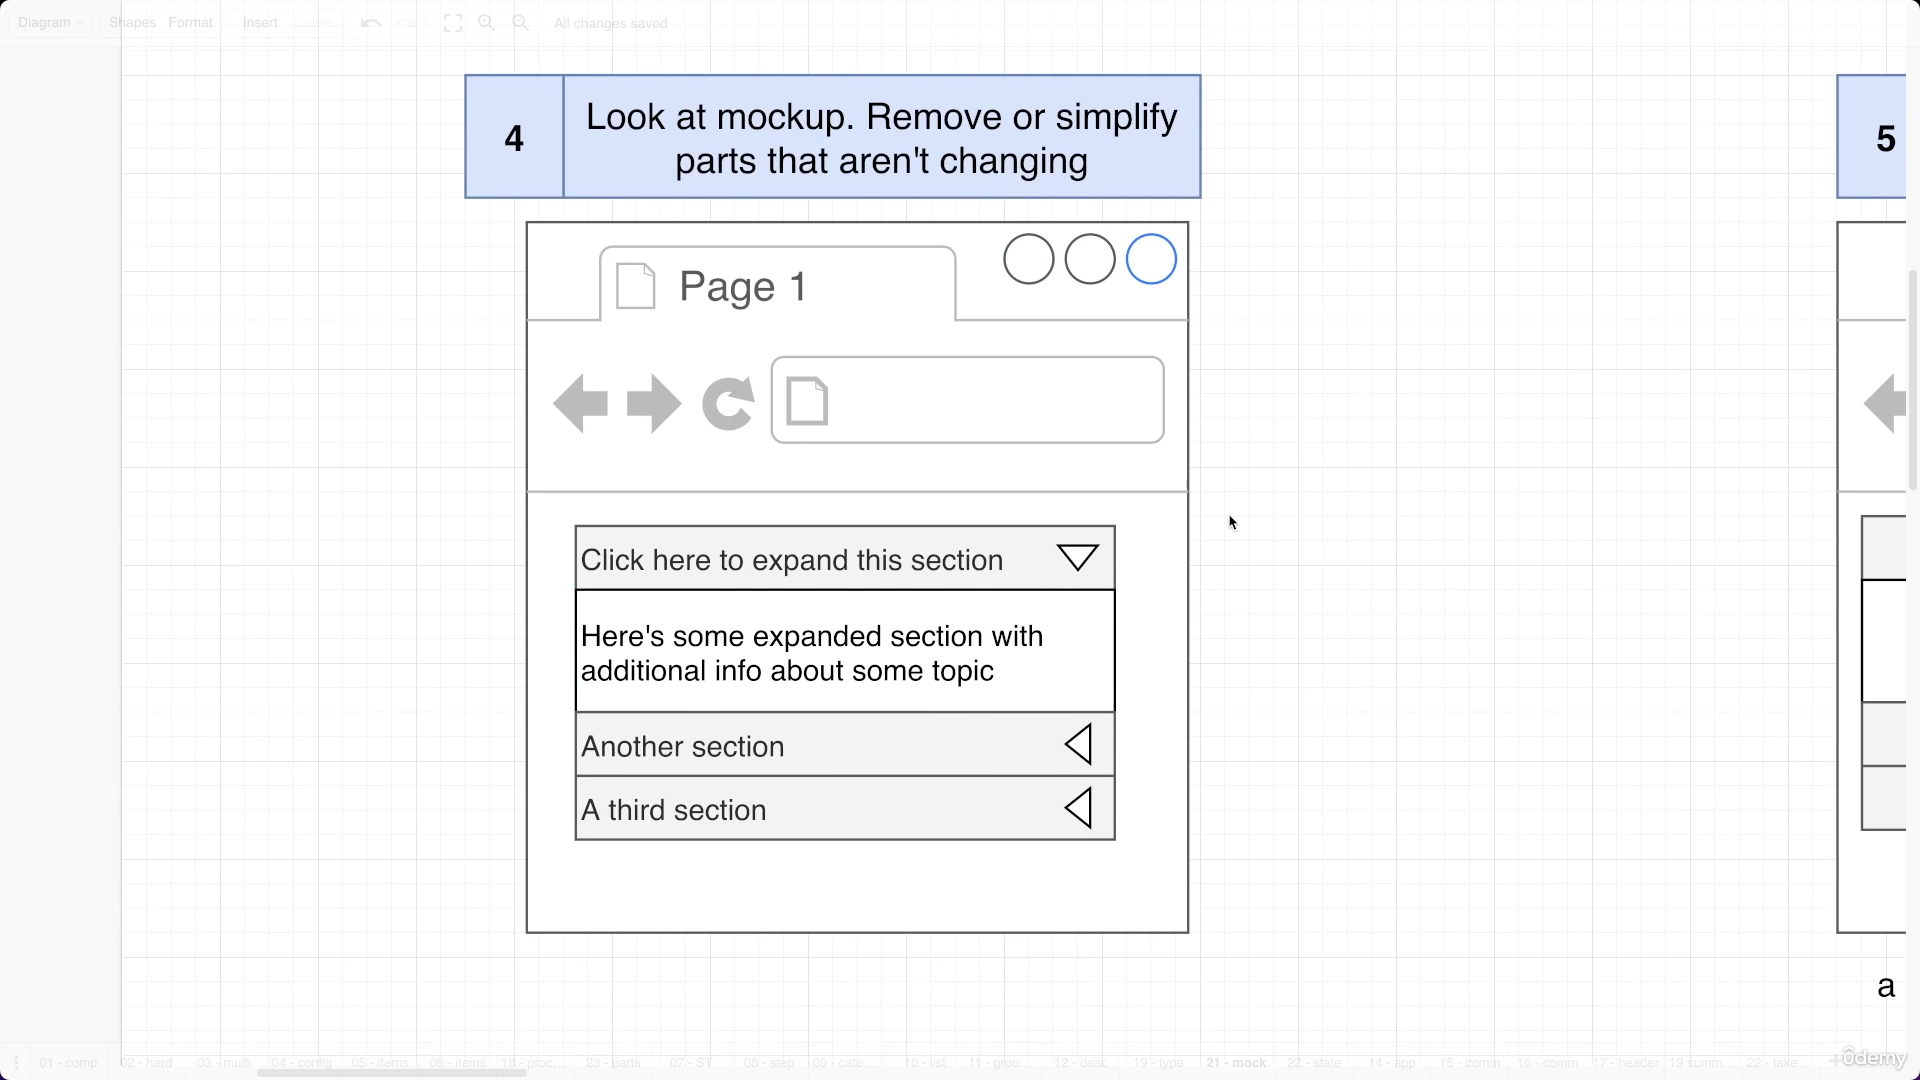 Diagram Shapes Format Insert Delete All changes saved
4
Look at mockup. Remove or simplify
parts that aren't changing
5
Page 1
Click here to expand this section
Here's some expanded section with
additional info about some topic
Another section
A third section
a
01 - comp 02 - hard 03 - multi 04 - config 05 - items 06 - items 18 - proc... 23 - parts 07 - ST 08 - step 09 - cate... 10 - list 11 - grou... 12 - desc 19 - type 21 - mock 22 - state 14 - app 15 - comm 16 - comm 17 - header 19 summ... 22 - take...
ûdemy